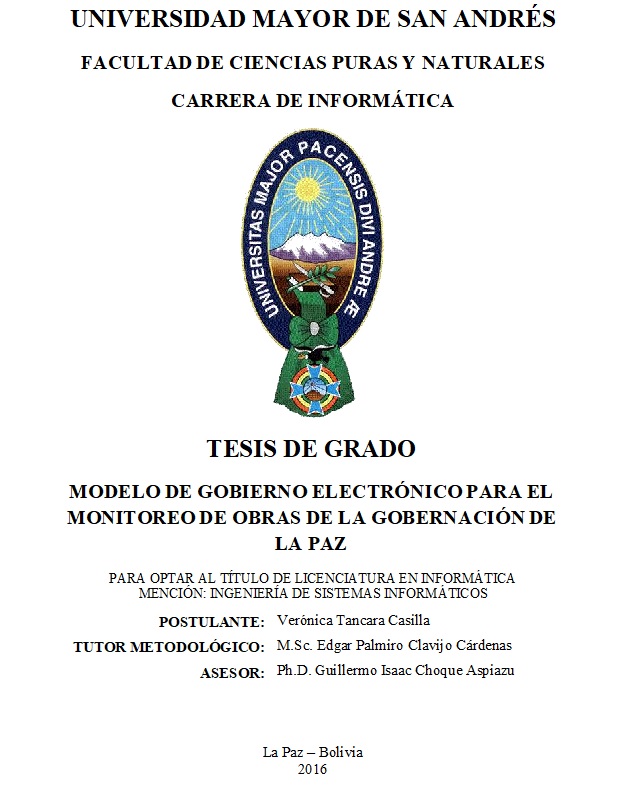 UNIVERSIDAD MAYOR DE SAN ANDRÉS
FACULTAD DE CIENCIAS PURAS Y NATURALES
CARRERA DE INFORMÁTICA
UNIVERSITAS MAJOR PACENSIS DIVI ANDRE Æ
TESIS DE GRADO
MODELO DE GOBIERNO ELECTRÓNICO PARA EL
MONITOREO DE OBRAS DE LA GOBERNACIÓN DE
LA PAZ
PARA OPTAR AL TÍTULO DE LICENCIATURA EN INFORMÁTICA
MENCIÓN: INGENIERÍA DE SISTEMAS INFORMÁTICOS
POSTULANTE: Verónica Tancara Casilla
TUTOR METODOLÓGICO: M.Sc. Edgar Palmiro Clavijo Cárdenas
ASESOR: Ph.D. Guillermo Isaac Choque Aspiazu
La Paz – Bolivia
2016